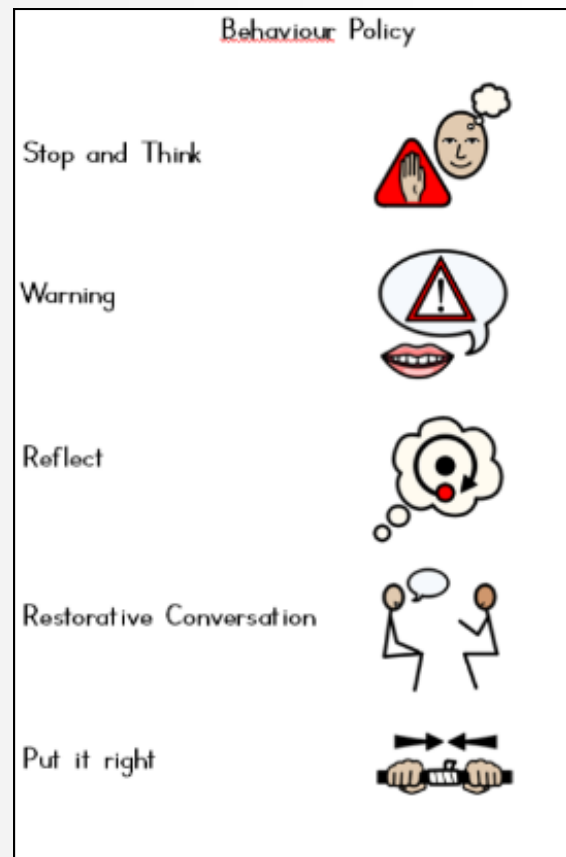 Behaviour Policy
Stop and Think
Warning
!
Reflect
Restorative Conversation
Put it right